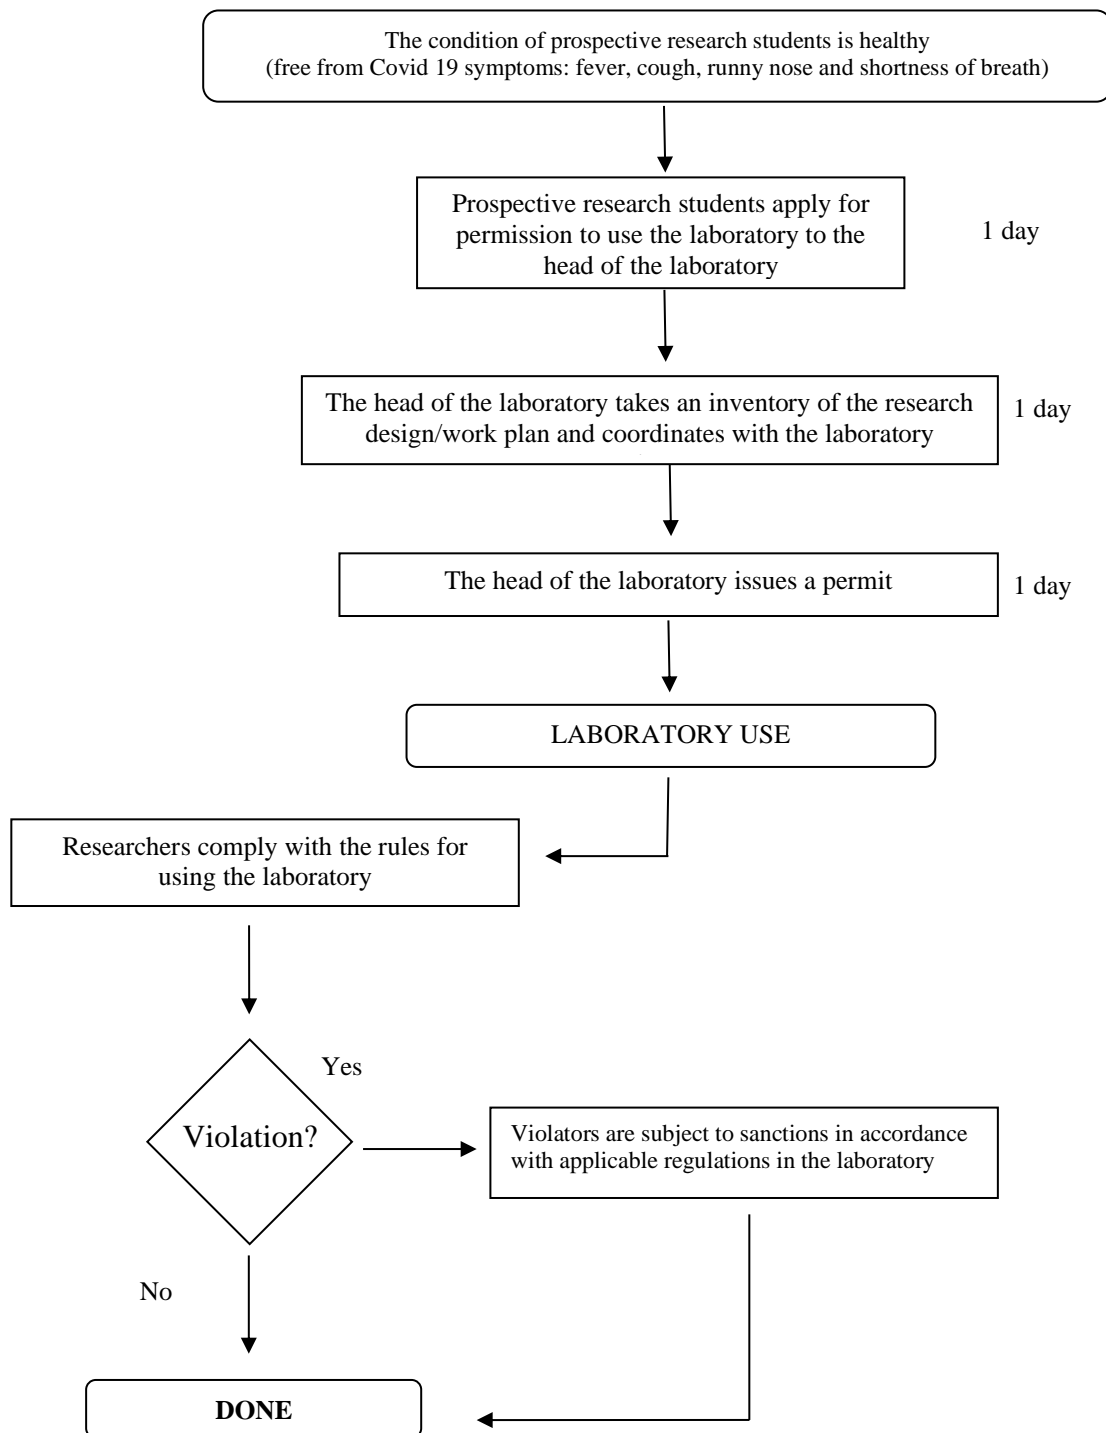 The condition of prospective research students is healthy
(free from Covid 19 symptoms: fever, cough, runny nose and shortness of breath)
Prospective research students apply for
permission to use the laboratory to the
head of the laboratory
1 day
The head of the laboratory takes an inventory of the research
design/work plan and coordinates with the laboratory
1 day
The head of the laboratory issues a permit
1 day
LABORATORY USE
Researchers comply with the rules for
using the laboratory
Yes
Violation?
Violators are subject to sanctions in accordance
with applicable regulations in the laboratory
No
DONE